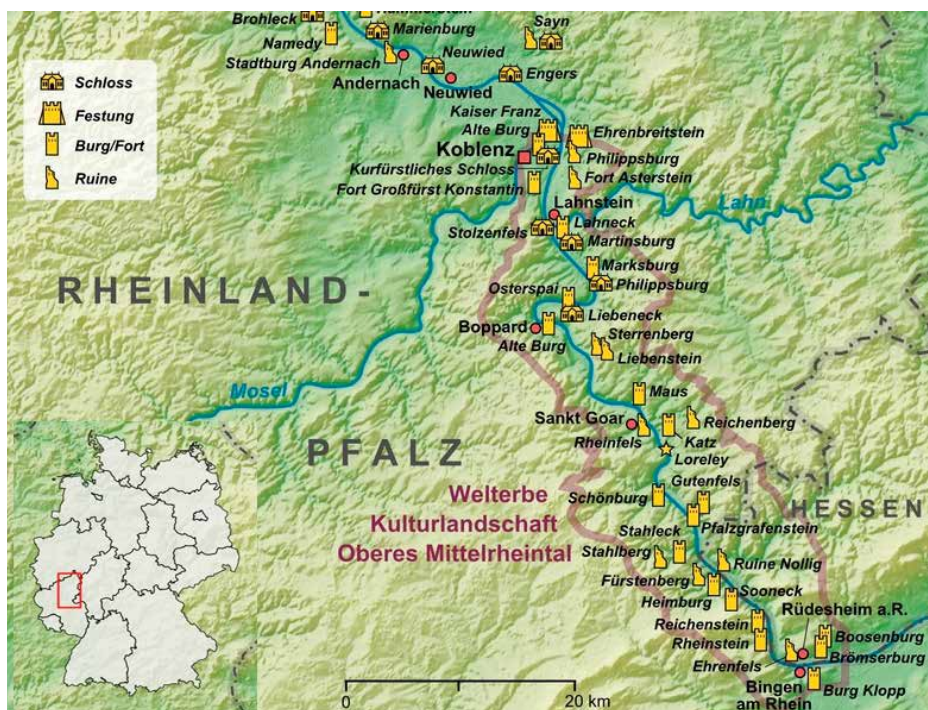 Brohleck
Namedy
Marienburg
Stadtburg Andernach
Andernach
Neuwied
Neuwied
Sayn
Engers
Schloss
Festung
Burg/Fort
Ruine
Kaiser Franz
Alte Burg
Ehrenbreitstein
Koblenz
Philippsburg
Kurfürstliches Schloss
Fort Asterstein
Fort Großfürst Konstantin
Lahnstein
Lahn
Lahneck
Stolzenfels
Martinsburg
Marksburg
RHEINLAND-
Osterspai
Philippsburg
Liebeneck
Boppard
Sterrenberg
Alte Burg
Liebenstein
Mosel
Maus
Sankt Goar
Reichenberg
Rheinfels
Katz
PFALZ
Loreley
Gutenfels
Welterbe
Kulturlandschaft
Oberes Mittelrheintal
Schönburg
HESSEN
Stahleck
Pfalzgrafenstein
Stahlberg
Ruine Nollig
Fürstenberg
Sooneck
Heimburg
Rüdesheim a.R.
Reichenstein
Boosenburg
Rheinstein
Brömserburg
Ehrenfels
Bingen
am Rhein
Burg Klopp
0
20 km